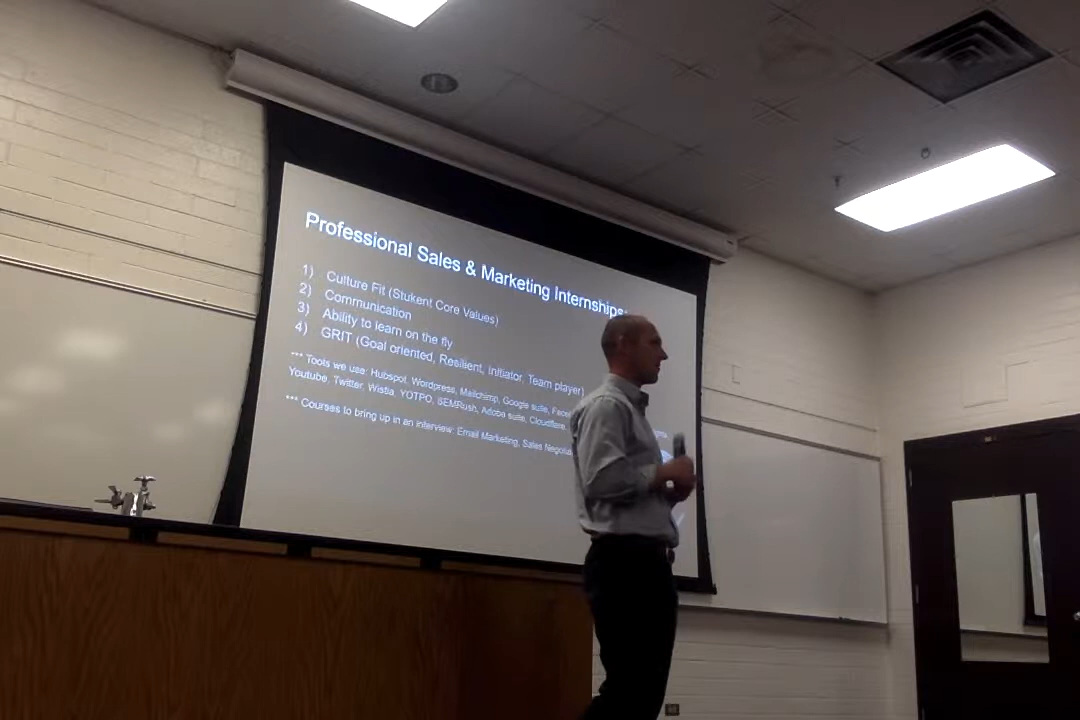 Professional Sales & Marketing Internships:
1) Culture Fit (Stukent Core Values)
2) Communication
3) Ability to learn on the fly
4) GRIT (Goal oriented, Resilient, Initiator, Team player)
*** Tools we use: Hubspot, Wordpress, Mailchimp, Google suite,
Youtube, Twitter, Wistia, YOTPO, SEMRush, Adobe suite, Cloudflare,
*** Courses to bring up in an interview: Email Marketing, Sales